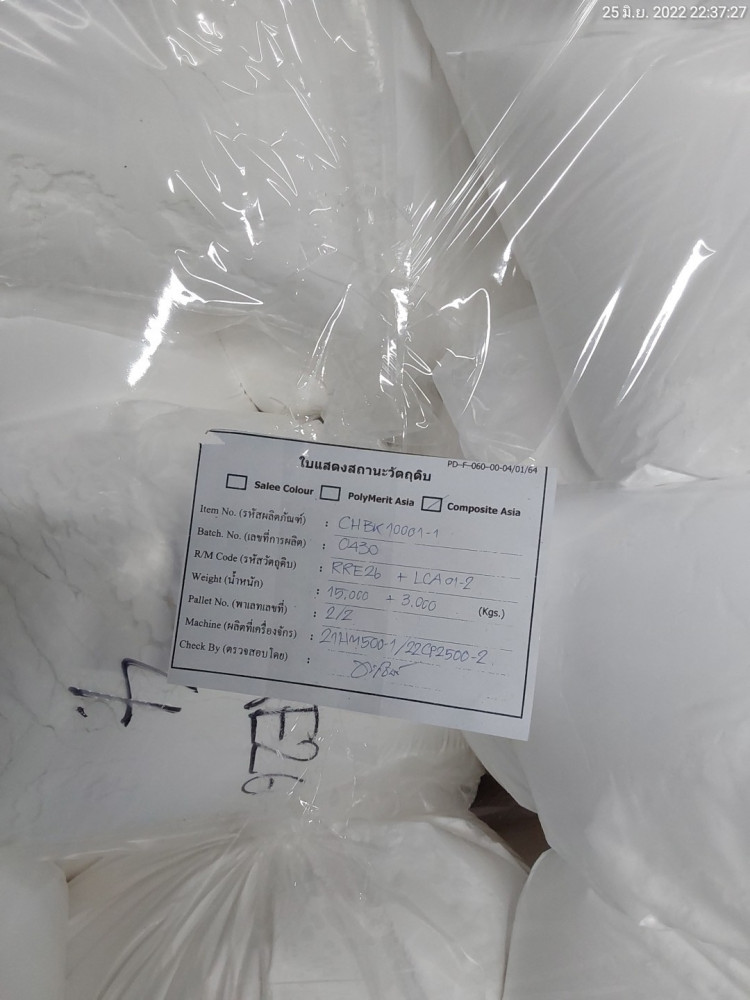 25 มิ.ย. 2022 22:37:27
PD-F-060-00-04/01/64
ใบแสดงสถานะวัตถุดิบ
Salee Colour PolyMerit Asia Composite Asia
Item No. (รหัสผลิตภัณฑ์) : CHBK10001-1
Batch. No. (เลขที่การผลิต) : 0430
R/M Code (รหัสวัตถุดิบ) : RRE26 + LCA01-2
Weight (น้ำหนัก) : 15.000 + 3.000 (Kgs.)
Pallet No. (พาเลทเลขที่) : 2/2
Machine (ผลิตที่เครื่องจักร) : 21HM500-1/22CP2500-2
Check By (ตรวจสอบโดย) :
E26